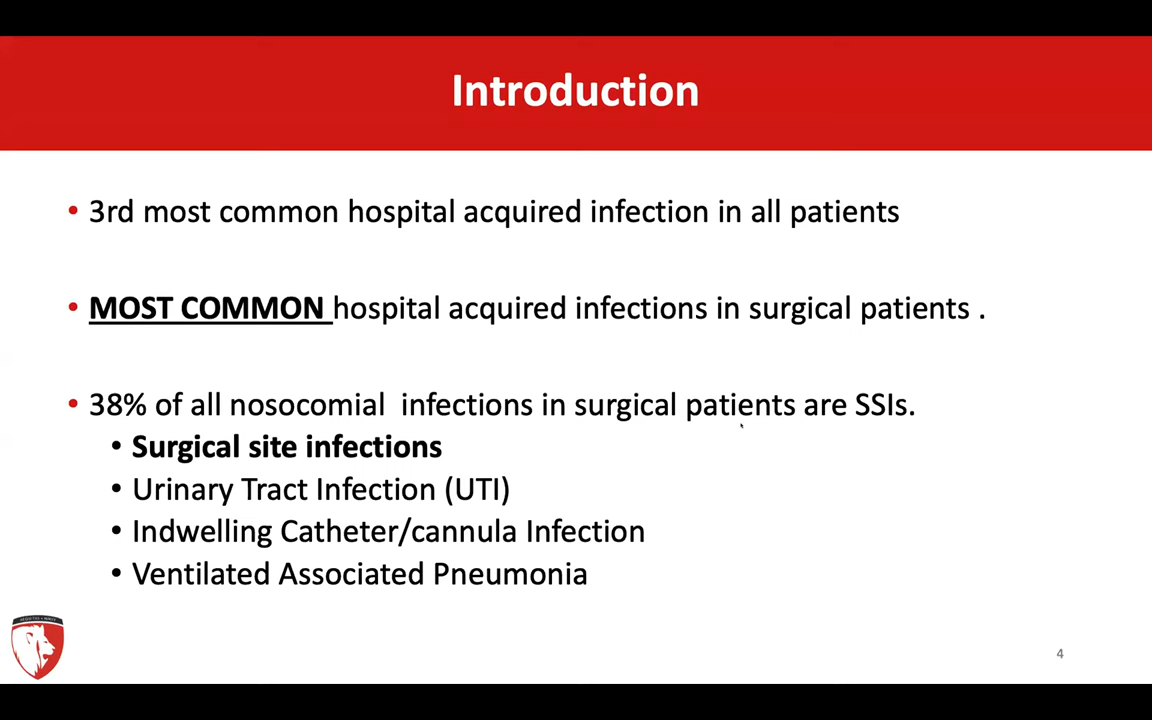 Introduction
• 3rd most common hospital acquired infection in all patients
• MOST COMMON hospital acquired infections in surgical patients .
• 38% of all nosocomial  infections in surgical patients are SSIs.
• Surgical site infections
• Urinary Tract Infection (UTI)
• Indwelling Catheter/cannula Infection
• Ventilated Associated Pneumonia
4